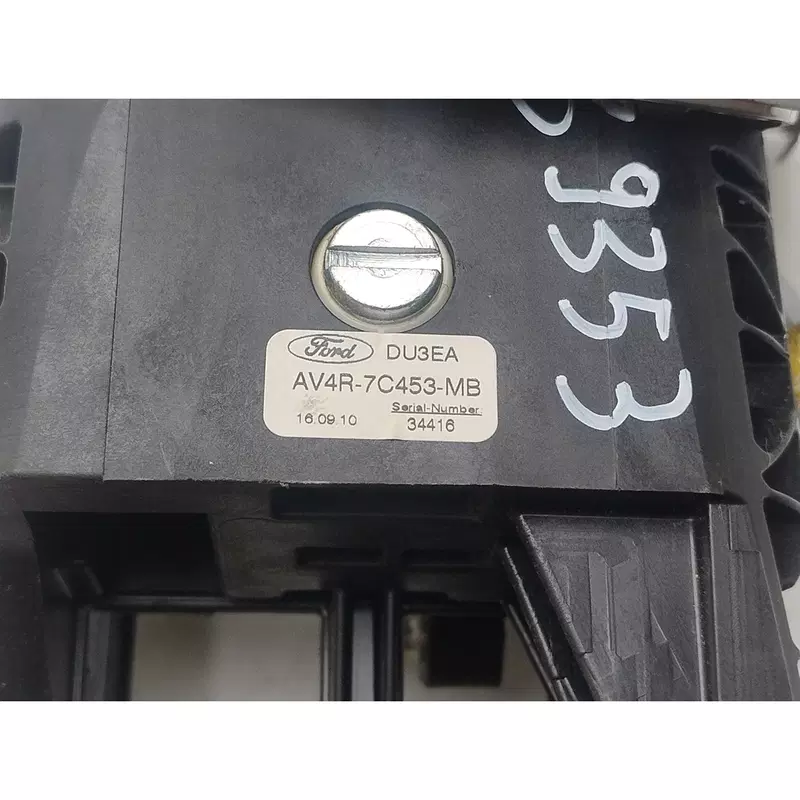 Ford DU3EA
AV4R-7C453-MB
Serial-Number
16.09.10 34416
9353